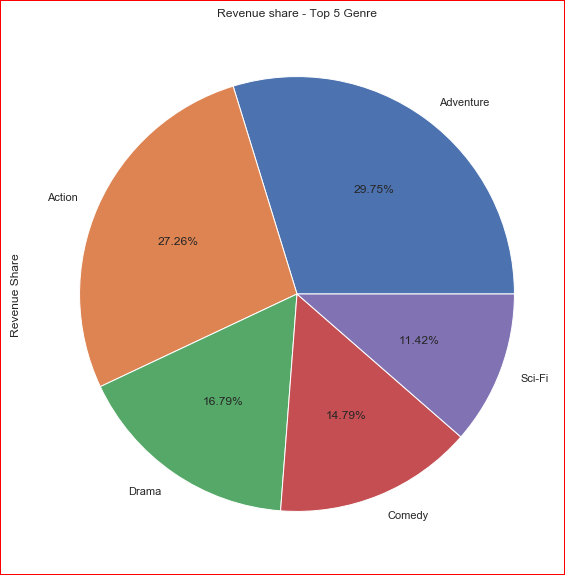 Revenue share - Top 5 Genre
Adventure
29.75%
Action
27.26%
Revenue Share
11.42%
Sci-Fi
16.79%
14.79%
Drama
Comedy